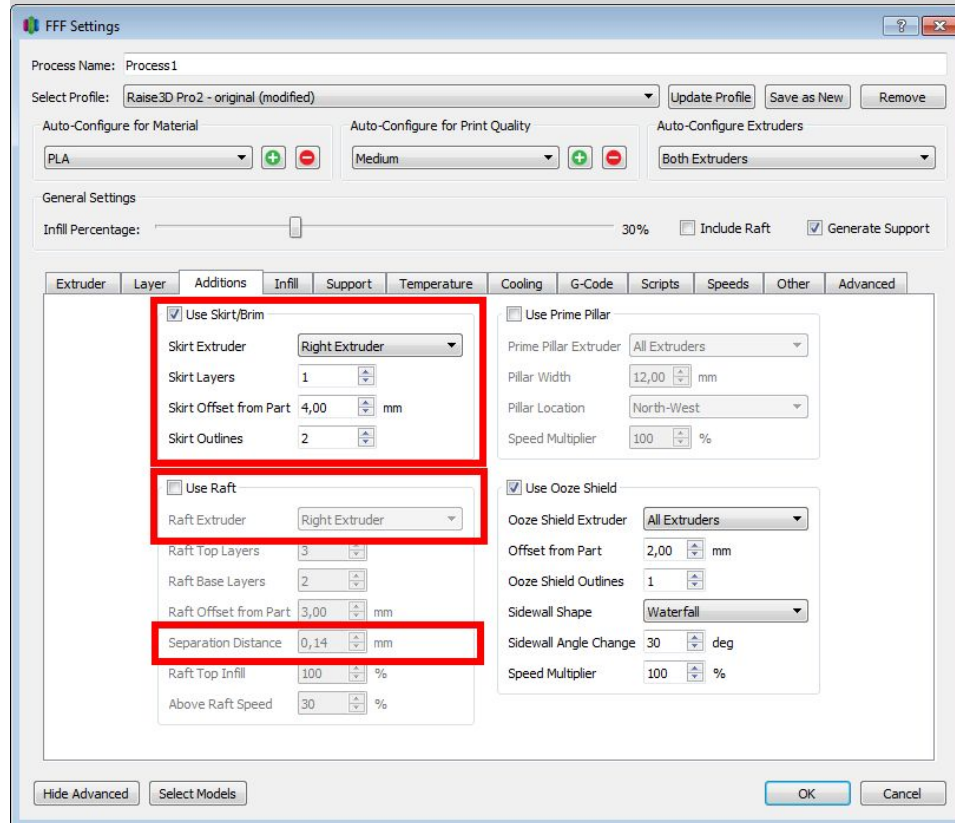 FFF Settings
Process Name: Process1
Select Profile: Raise3D Pro2 - original (modified) Update Profile Save as New Remove
Auto-Configure for Material Auto-Configure for Print Quality Auto-Configure Extruders
PLA Medium Both Extruders
General Settings
Infill Percentage: 30% Include Raft Generate Support
Extruder Layer Additions Infill Support Temperature Cooling G-Code Scripts Speeds Other Advanced
Use Skirt/Brim
Skirt Extruder Right Extruder
Skirt Layers 1
Skirt Offset from Part 4,00 mm
Skirt Outlines 2
Use Prime Pillar
Prime Pillar Extruder All Extruders
Pillar Width 12,00 mm
Pillar Location North-West
Speed Multiplier 100 %
Use Raft
Raft Extruder Right Extruder
Raft Top Layers 3
Raft Base Layers 2
Raft Offset from Part 3,00 mm
Separation Distance 0,14 mm
Raft Top Infill 100 %
Above Raft Speed 30 %
Use Ooze Shield
Ooze Shield Extruder All Extruders
Offset from Part 2,00 mm
Ooze Shield Outlines 1
Sidewall Shape Waterfall
Sidewall Angle Change 30 deg
Speed Multiplier 100 %
Hide Advanced Select Models OK Cancel